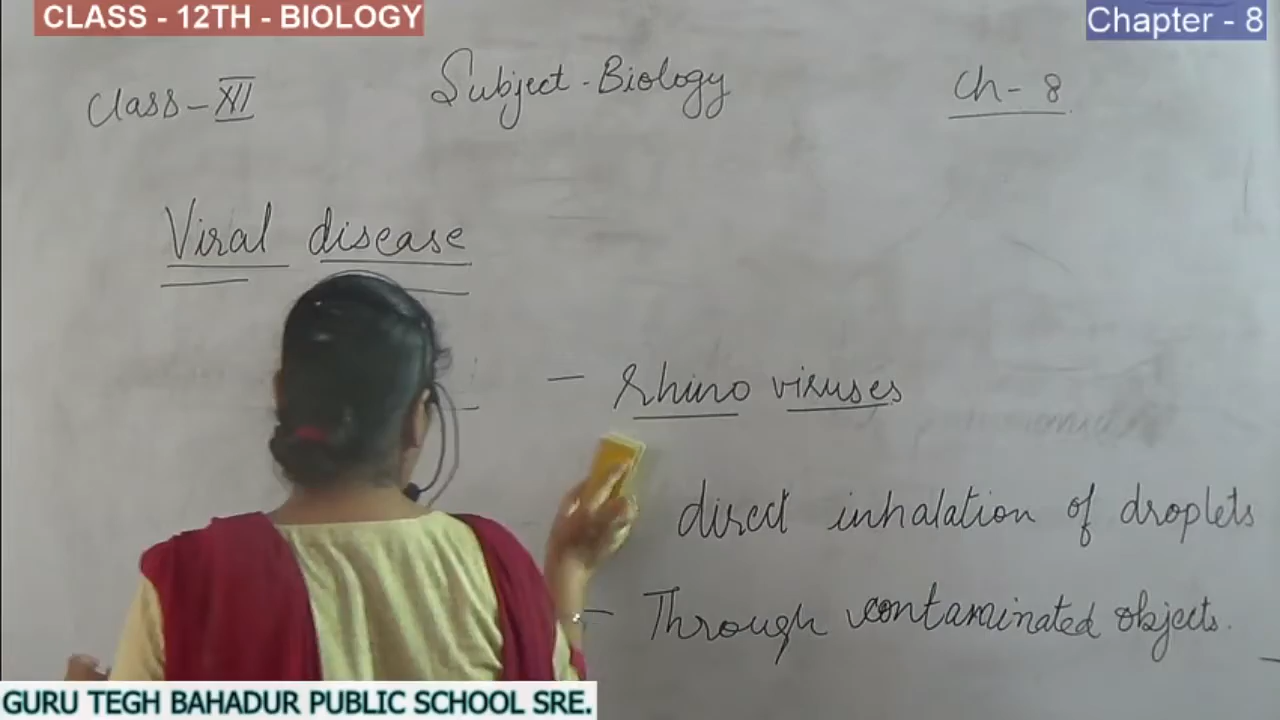 CLASS - 12TH - BIOLOGY
Chapter - 8
Class - XII Subject - Biology Ch - 8
Viral disease
- Rhino viruses
direct inhalation of droplets
- Through contaminated objects.
GURU TEGH BAHADUR PUBLIC SCHOOL SRE.